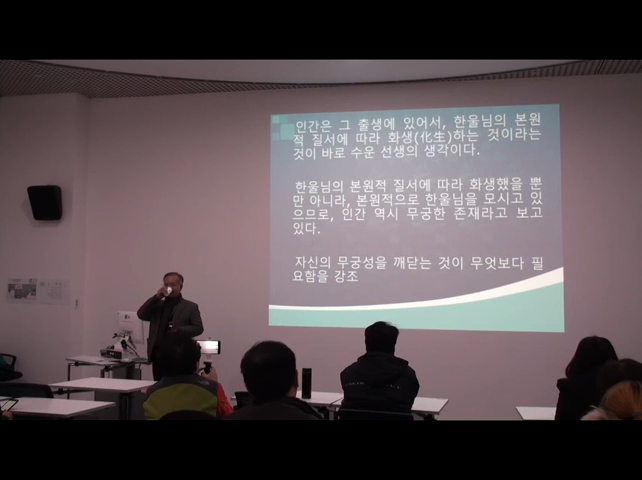 인간은 그 출생에 있어서, 한울님의 본원
적 질서에 따라 화생(化生)하는 것이라는
것이 바로 수운 선생의 생각이다.
한울님의 본원적 질서에 따라 화생했을 뿐
만 아니라, 본원적으로 한울님을 모시고 있
으므로, 인간 역시 무궁한 존재라고 보고
있다.
자신의 무궁성을 깨닫는 것이 무엇보다 필
요함을 강조